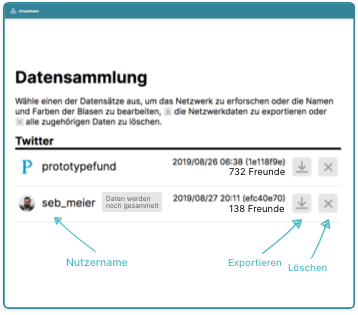 Crosstown
Datensammlung
Wähle einen der Datensätze aus, um das Netzwerk zu erforschen oder die Namen
und Farben der Blasen zu bearbeiten, die Netzwerkdaten zu exportieren oder
alle zugehörigen Daten zu löschen.
Twitter
P prototypefund 2019/08/26 06:38 (1e118f9e)
732 Freunde
seb_meier Daten werden 2019/08/27 20:11 (efc40e70)
noch gesammelt 138 Freunde
Nutzername Exportieren Löschen